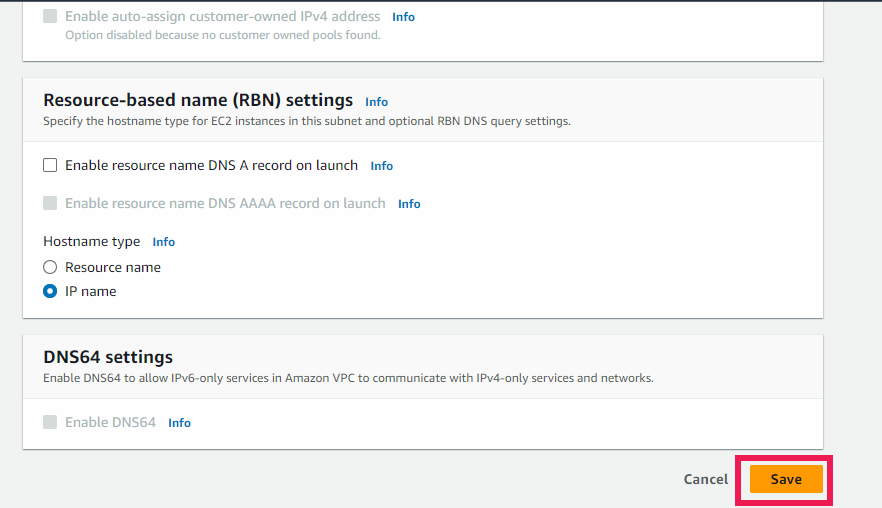 Enable auto-assign customer-owned IPv4 address Info
Option disabled because no customer owned pools found.
Resource-based name (RBN) settings Info
Specify the hostname type for EC2 instances in this subnet and optional RBN DNS query settings.
Enable resource name DNS A record on launch Info
Enable resource name DNS AAAA record on launch Info
Hostname type Info
Resource name
IP name
DNS64 settings
Enable DNS64 to allow IPv6-only services in Amazon VPC to communicate with IPv4-only services and networks.
Enable DNS64 Info
Cancel Save